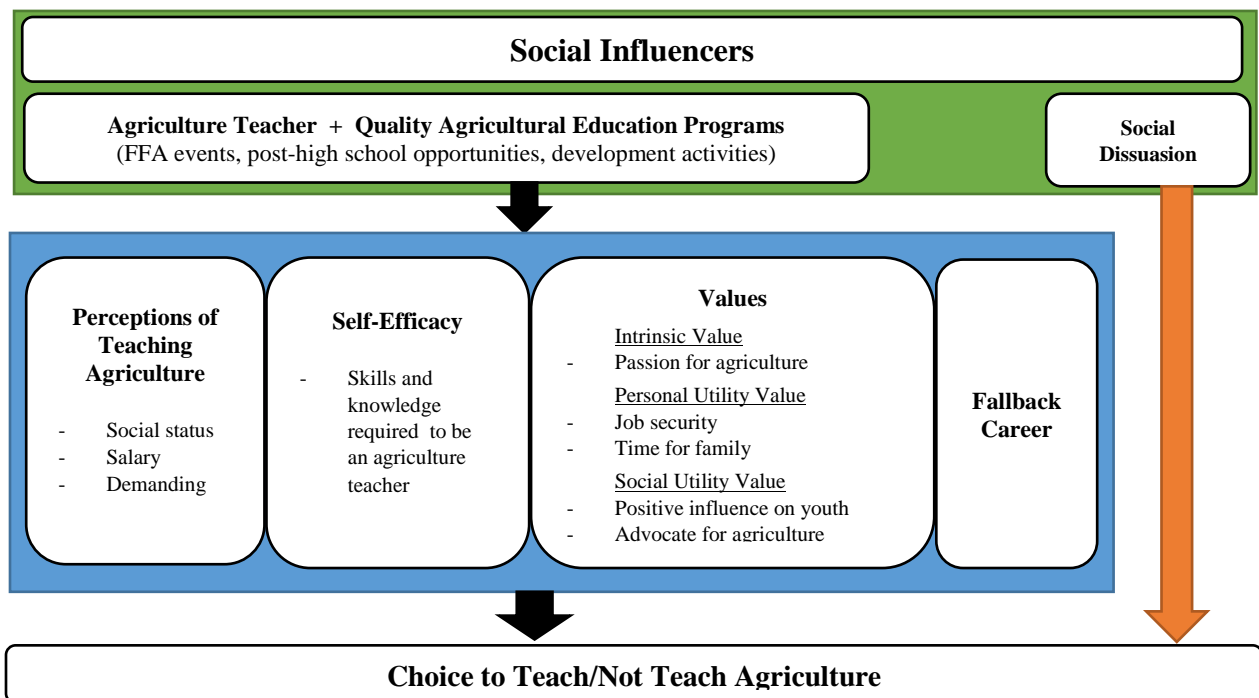 Social Influencers
Agriculture Teacher + Quality Agricultural Education Programs
(FFA events, post-high school opportunities, development activities)
Social
Dissuasion
Perceptions of
Teaching
Agriculture
- Social status
- Salary
- Demanding
Self-Efficacy
- Skills and
knowledge
required to be
an agriculture
teacher
Values
Intrinsic Value
- Passion for agriculture
Personal Utility Value
- Job security
- Time for family
Social Utility Value
- Positive influence on youth
- Advocate for agriculture
Fallback
Career
Choice to Teach/Not Teach Agriculture